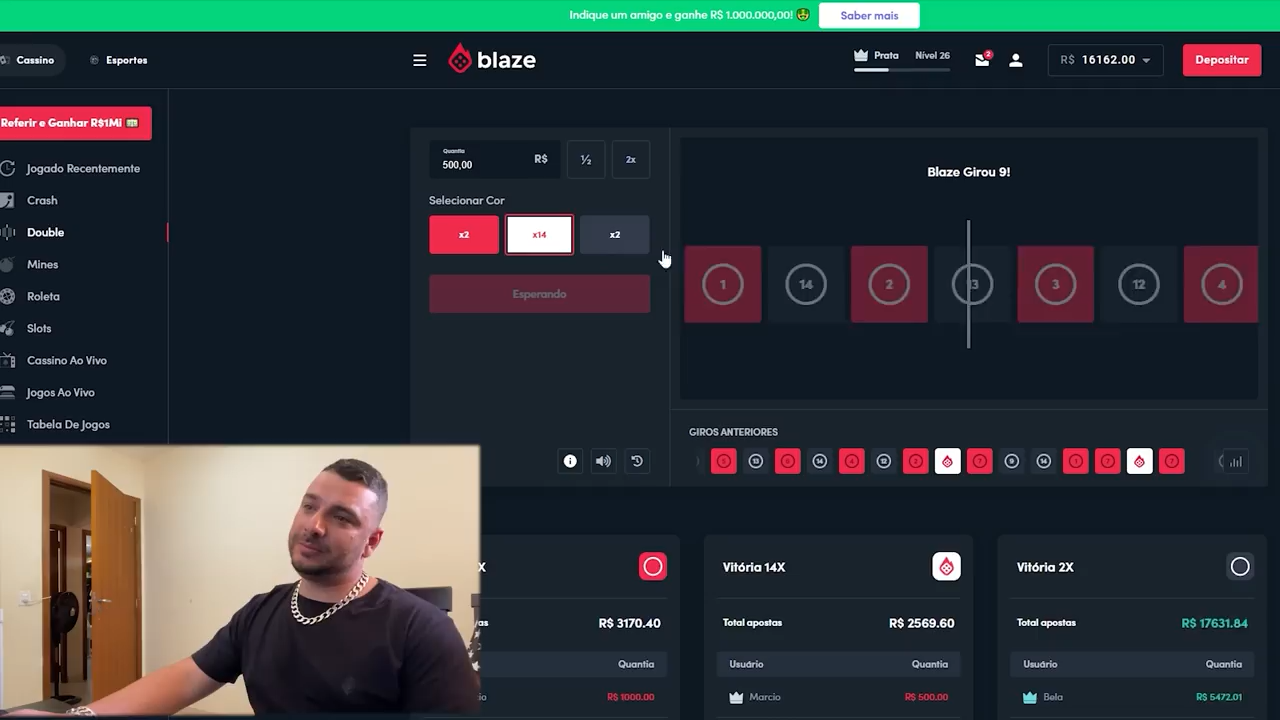 Indique um amigo e ganhe R$ 1.000.000,00! 🤑 Saber mais
Cassino
Esportes
blaze
Prata Nível 26
2
R$ 16162.00
Depositar
Referir e Ganhar R$1Mi
Jogado Recentemente
Crash
Double
Mines
Roleta
Slots
Cassino Ao Vivo
Jogos Ao Vivo
Tabela De Jogos
Quantia
500,00 R$ ½ 2x
Selecionar Cor
x2 x14 x2
Esperando
Blaze Girou 9!
1 14 2 13 3 12 4
GIROS ANTERIORES
Vitória 14X
Vitória 2X
R$ 3170.40
Total apostas R$ 2569.60
Total apostas R$ 17631.84
Quantia
Usuário Quantia
Usuário Quantia
R$ 1000.00
Marcio R$ 500.00
Bela R$ 5472.01